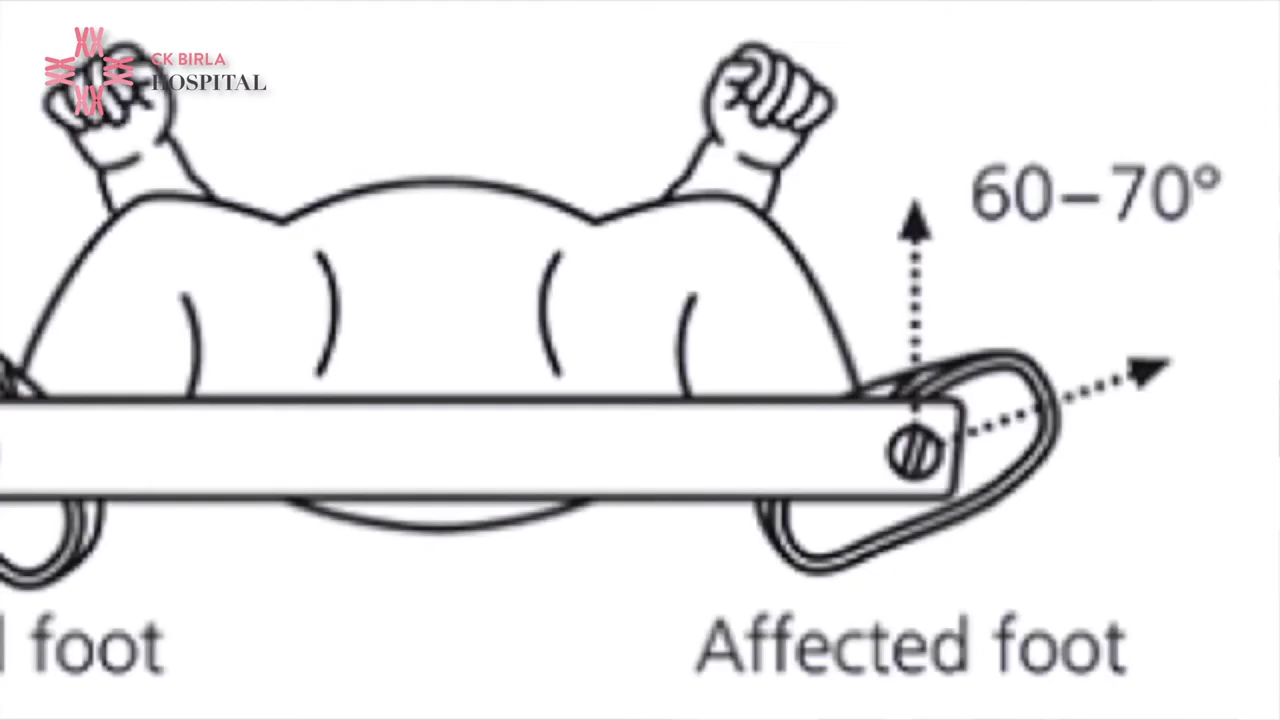 CK BIRLA
HOSPITAL
60–70°
foot
Affected foot